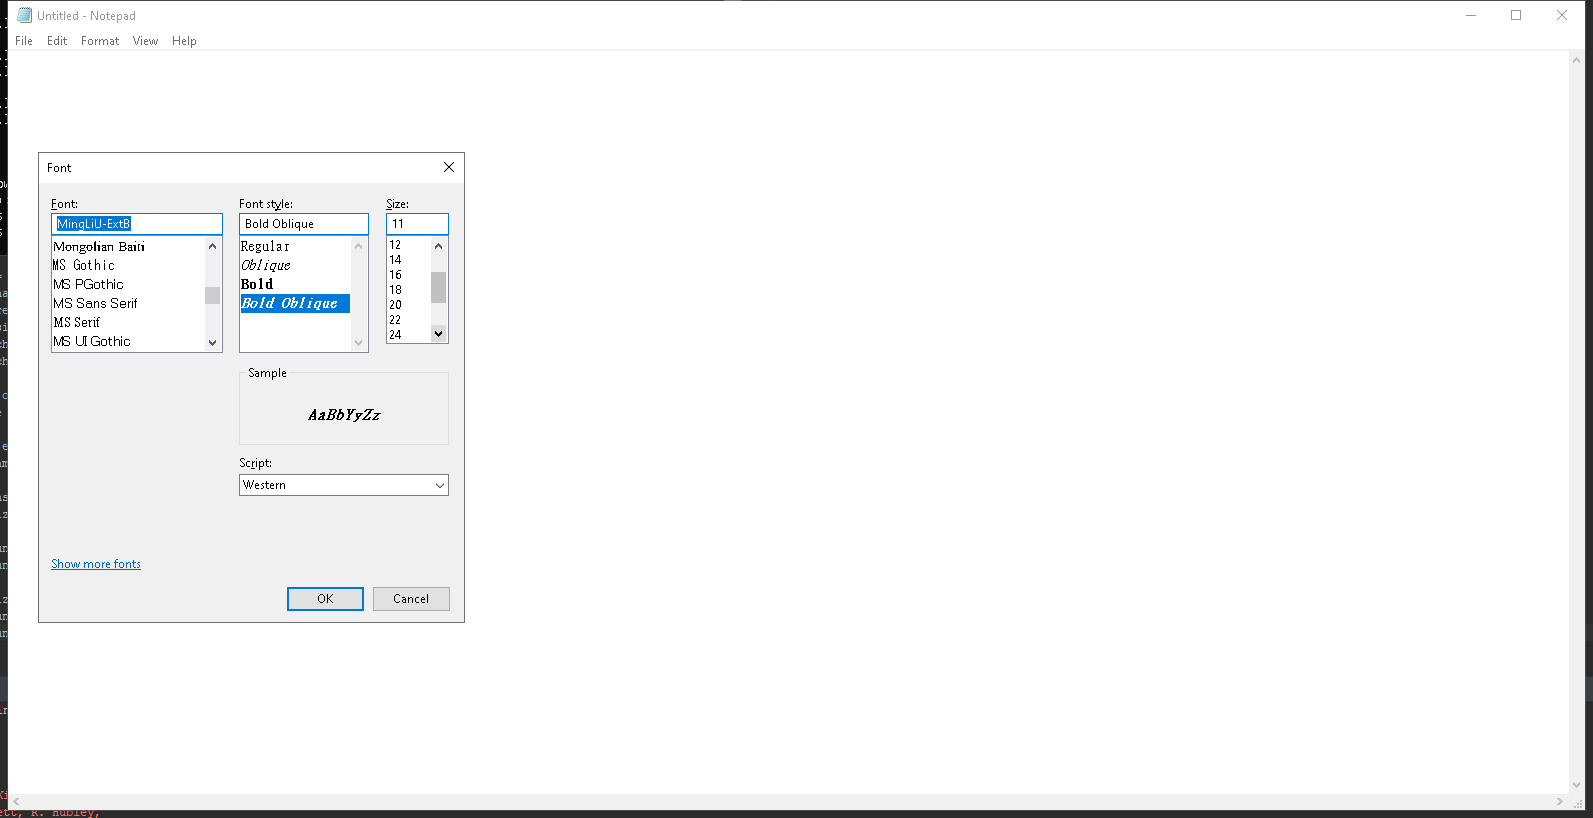 Untitled - Notepad
File Edit Format View Help
Font
Font: Font style: Size:
MingLiU-ExtB Bold Oblique 11
Mongolian Baiti
MS Gothic
MS PGothic
MS Sans Serif
MS Serif
MS UI Gothic
Regular
Oblique
Bold
Bold Oblique
12
14
16
18
20
22
24
Sample
AaBbYyZz
Script:
Western
Show more fonts
OK Cancel
R. Hubley,